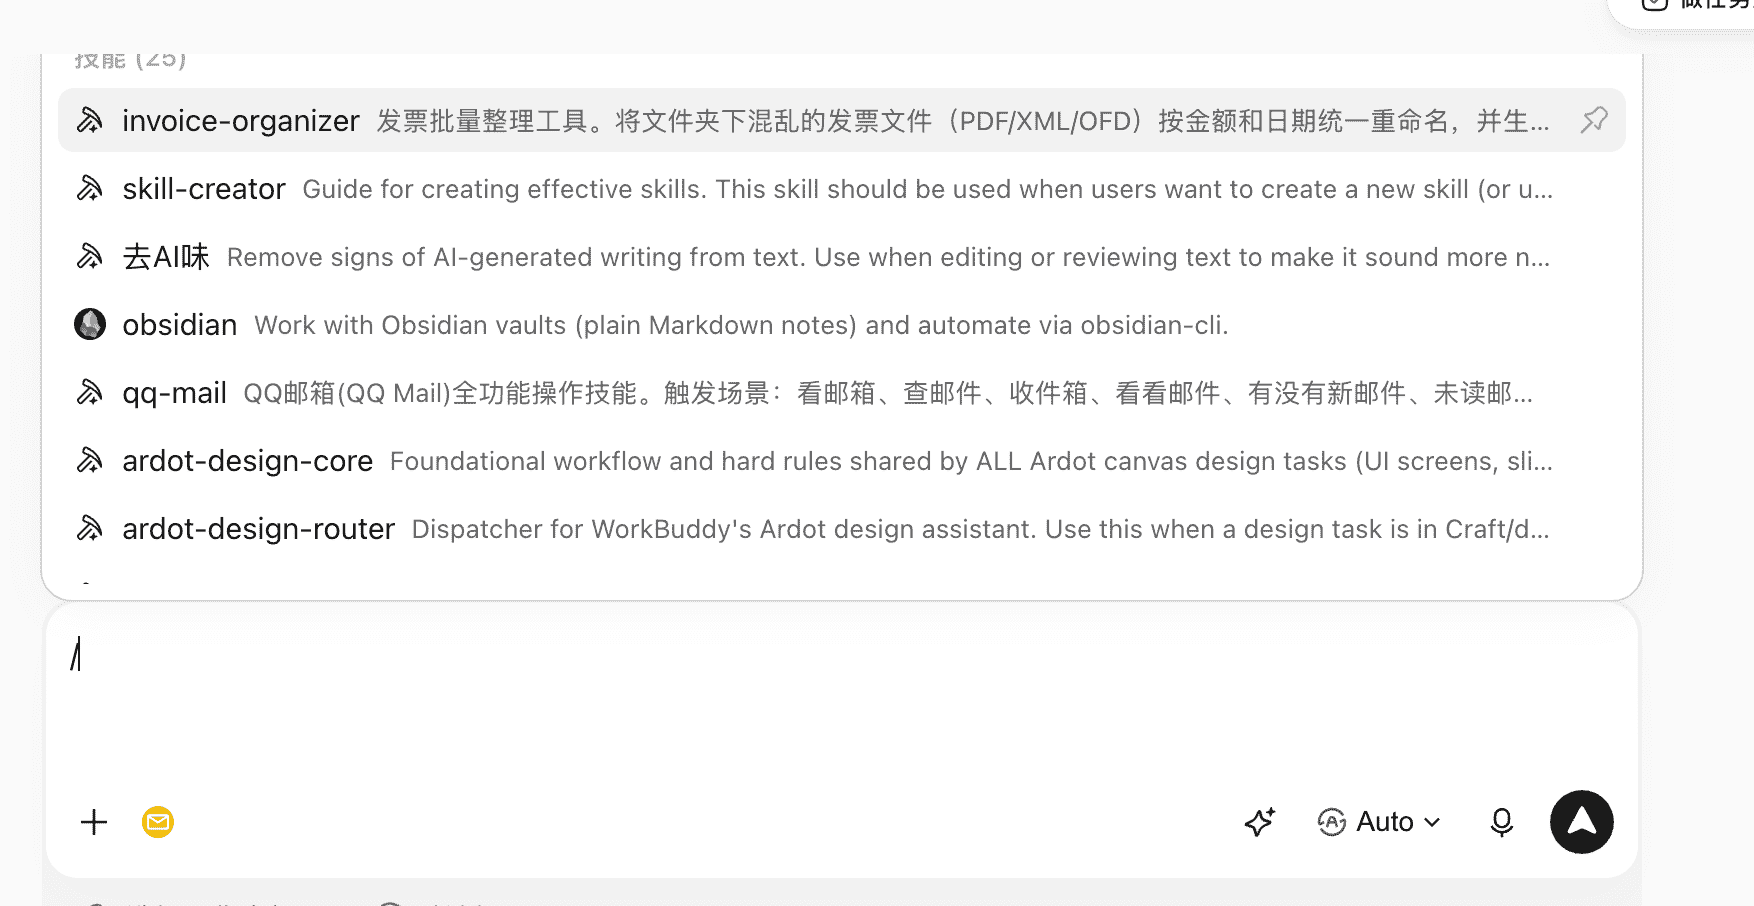 做任务
技能 (25)
invoice-organizer 发票批量整理工具。将文件夹下混乱的发票文件（PDF/XML/OFD）按金额和日期统一重命名，并生...
skill-creator Guide for creating effective skills. This skill should be used when users want to create a new skill (or u...
去AI味 Remove signs of AI-generated writing from text. Use when editing or reviewing text to make it sound more n...
obsidian Work with Obsidian vaults (plain Markdown notes) and automate via obsidian-cli.
qq-mail QQ邮箱(QQ Mail)全功能操作技能。触发场景：看邮箱、查邮件、收件箱、看看邮件、有没有新邮件、未读邮...
ardot-design-core Foundational workflow and hard rules shared by ALL Ardot canvas design tasks (UI screens, sli...
ardot-design-router Dispatcher for WorkBuddy's Ardot design assistant. Use this when a design task is in Craft/d...
/
Auto